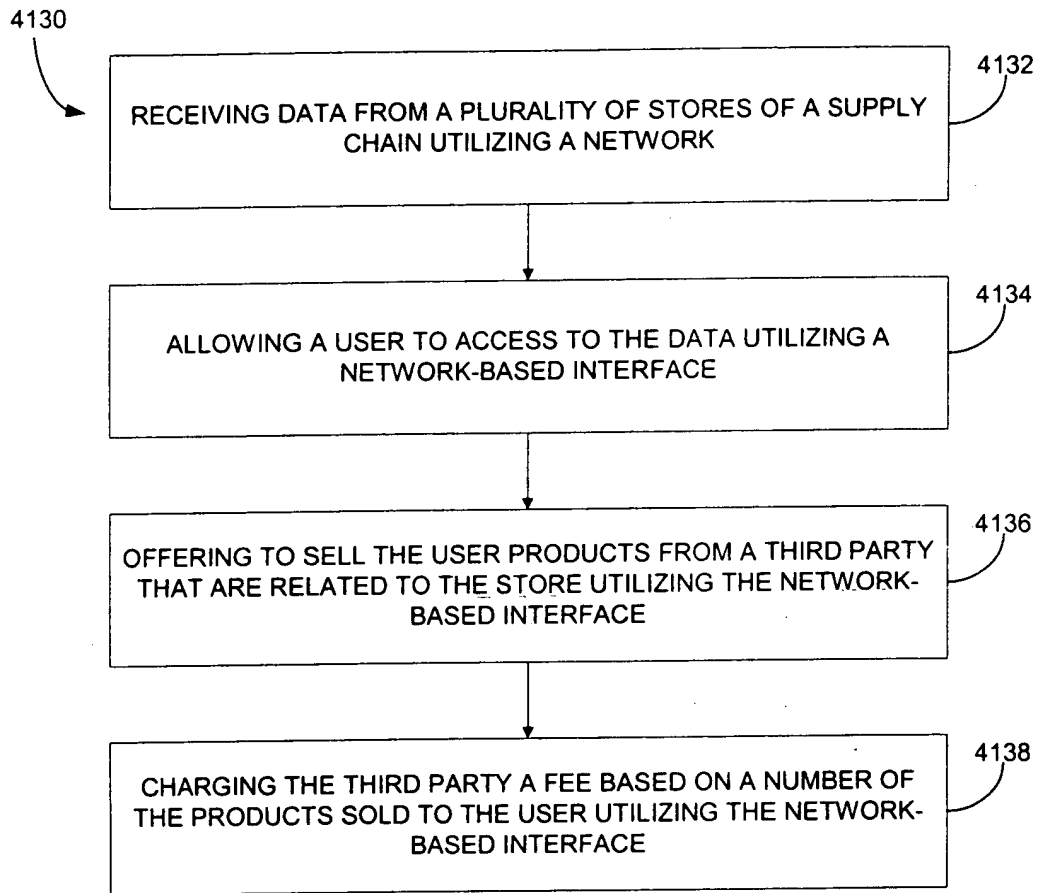 4130
4132
RECEIVING DATA FROM A PLURALITY OF STORES OF A SUPPLY
CHAIN UTILIZING A NETWORK
4134
ALLOWING A USER TO ACCESS TO THE DATA UTILIZING A
NETWORK-BASED INTERFACE
4136
OFFERING TO SELL THE USER PRODUCTS FROM A THIRD PARTY
THAT ARE RELATED TO THE STORE UTILIZING THE NETWORK-
BASED INTERFACE
4138
CHARGING THE THIRD PARTY A FEE BASED ON A NUMBER OF
THE PRODUCTS SOLD TO THE USER UTILIZING THE NETWORK-
BASED INTERFACE